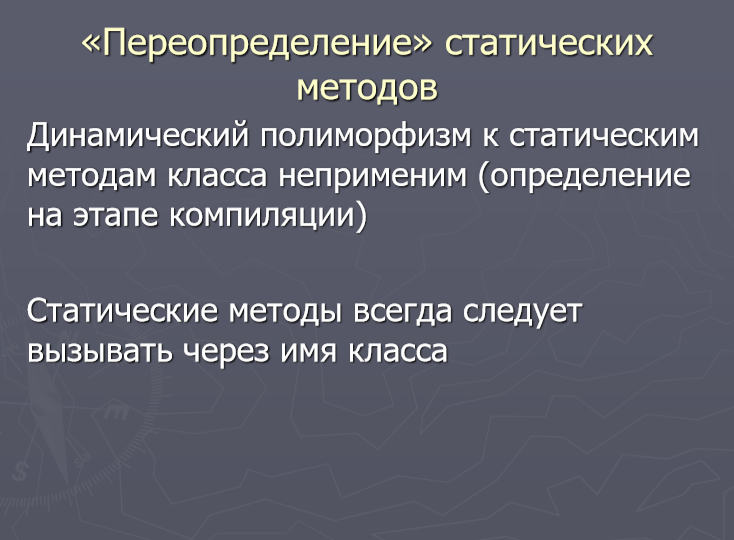 «Переопределение» статических
методов
Динамический полиморфизм к статическим
методам класса неприменим (определение
на этапе компиляции)
Статические методы всегда следует
вызывать через имя класса